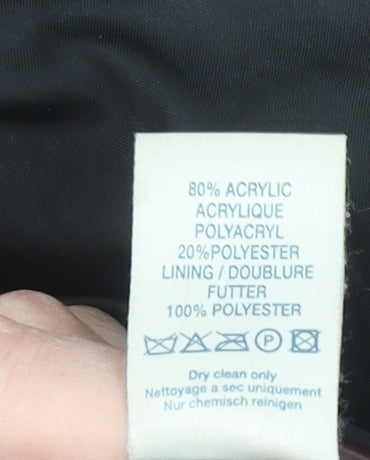 80% ACRYLIC
ACRYLIQUE
POLYACRYL
20%POLYESTER
LINING / DOUBLURE
FUTTER
100% POLYESTER
P
Dry clean only
Nettoyage a sec uniquement
Nur chemisch reinigen